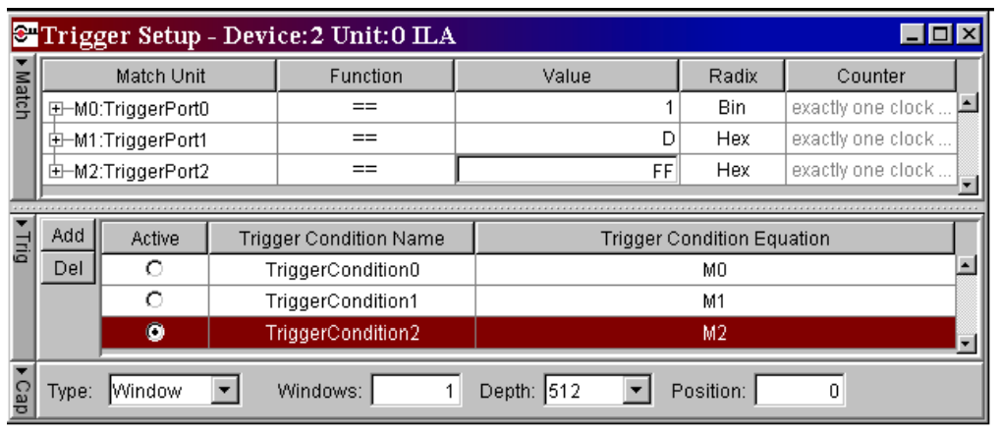 Trigger Setup - Device:2 Unit:0 ILA
Match
Match Unit Function Value Radix Counter
M0:TriggerPort0 == 1 Bin exactly one clock ...
M1:TriggerPort1 == D Hex exactly one clock ...
M2:TriggerPort2 == FF Hex exactly one clock ...
Trig
Add Active Trigger Condition Name Trigger Condition Equation
Del TriggerCondition0 M0
TriggerCondition1 M1
TriggerCondition2 M2
Cap
Type: Window Windows: 1 Depth: 512 Position: 0